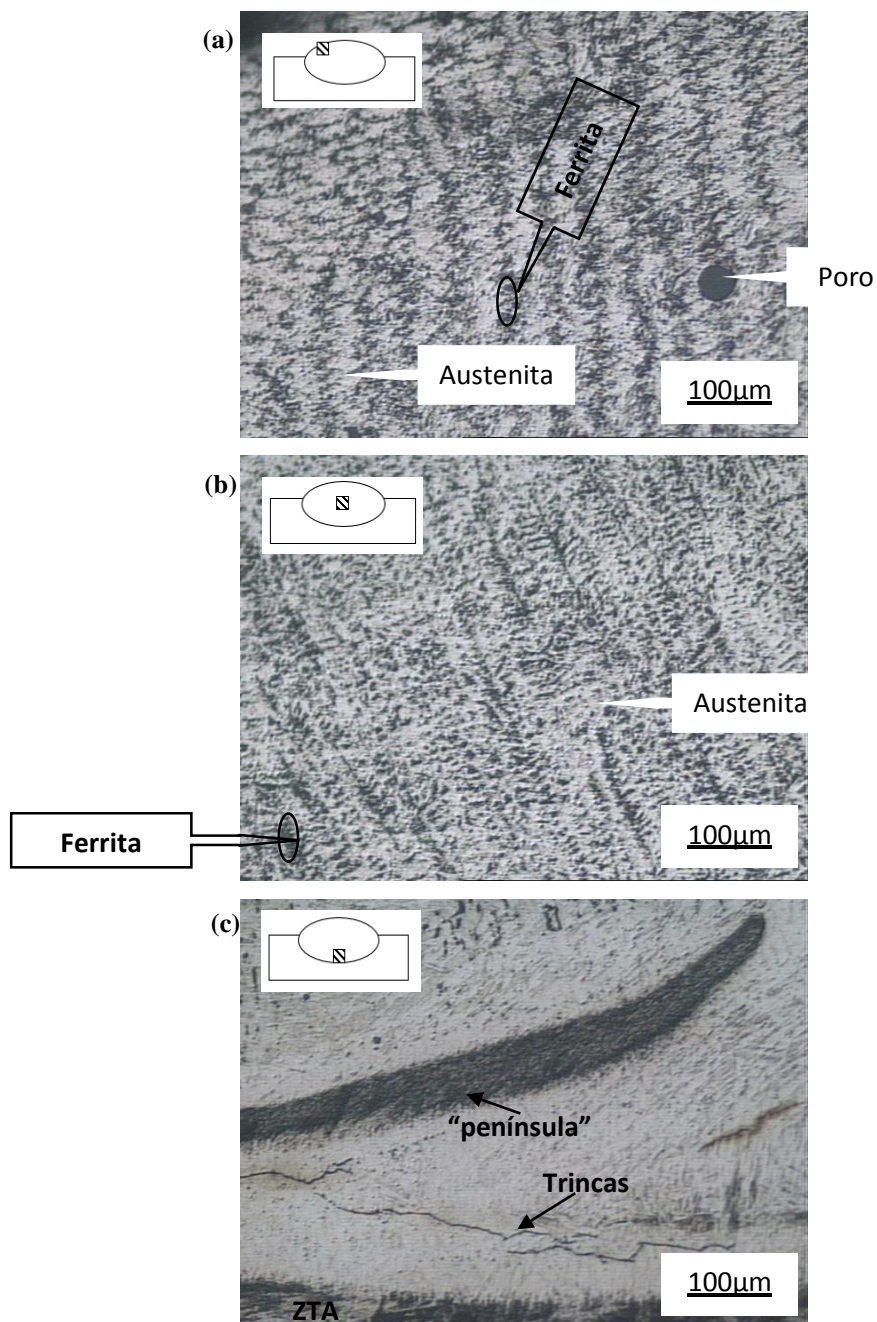 (a)
Ferrita
Poro
Austenita
100µm
(b)
Austenita
100µm
Ferrita
(c)
“península”
Trincas
100µm
ZTA